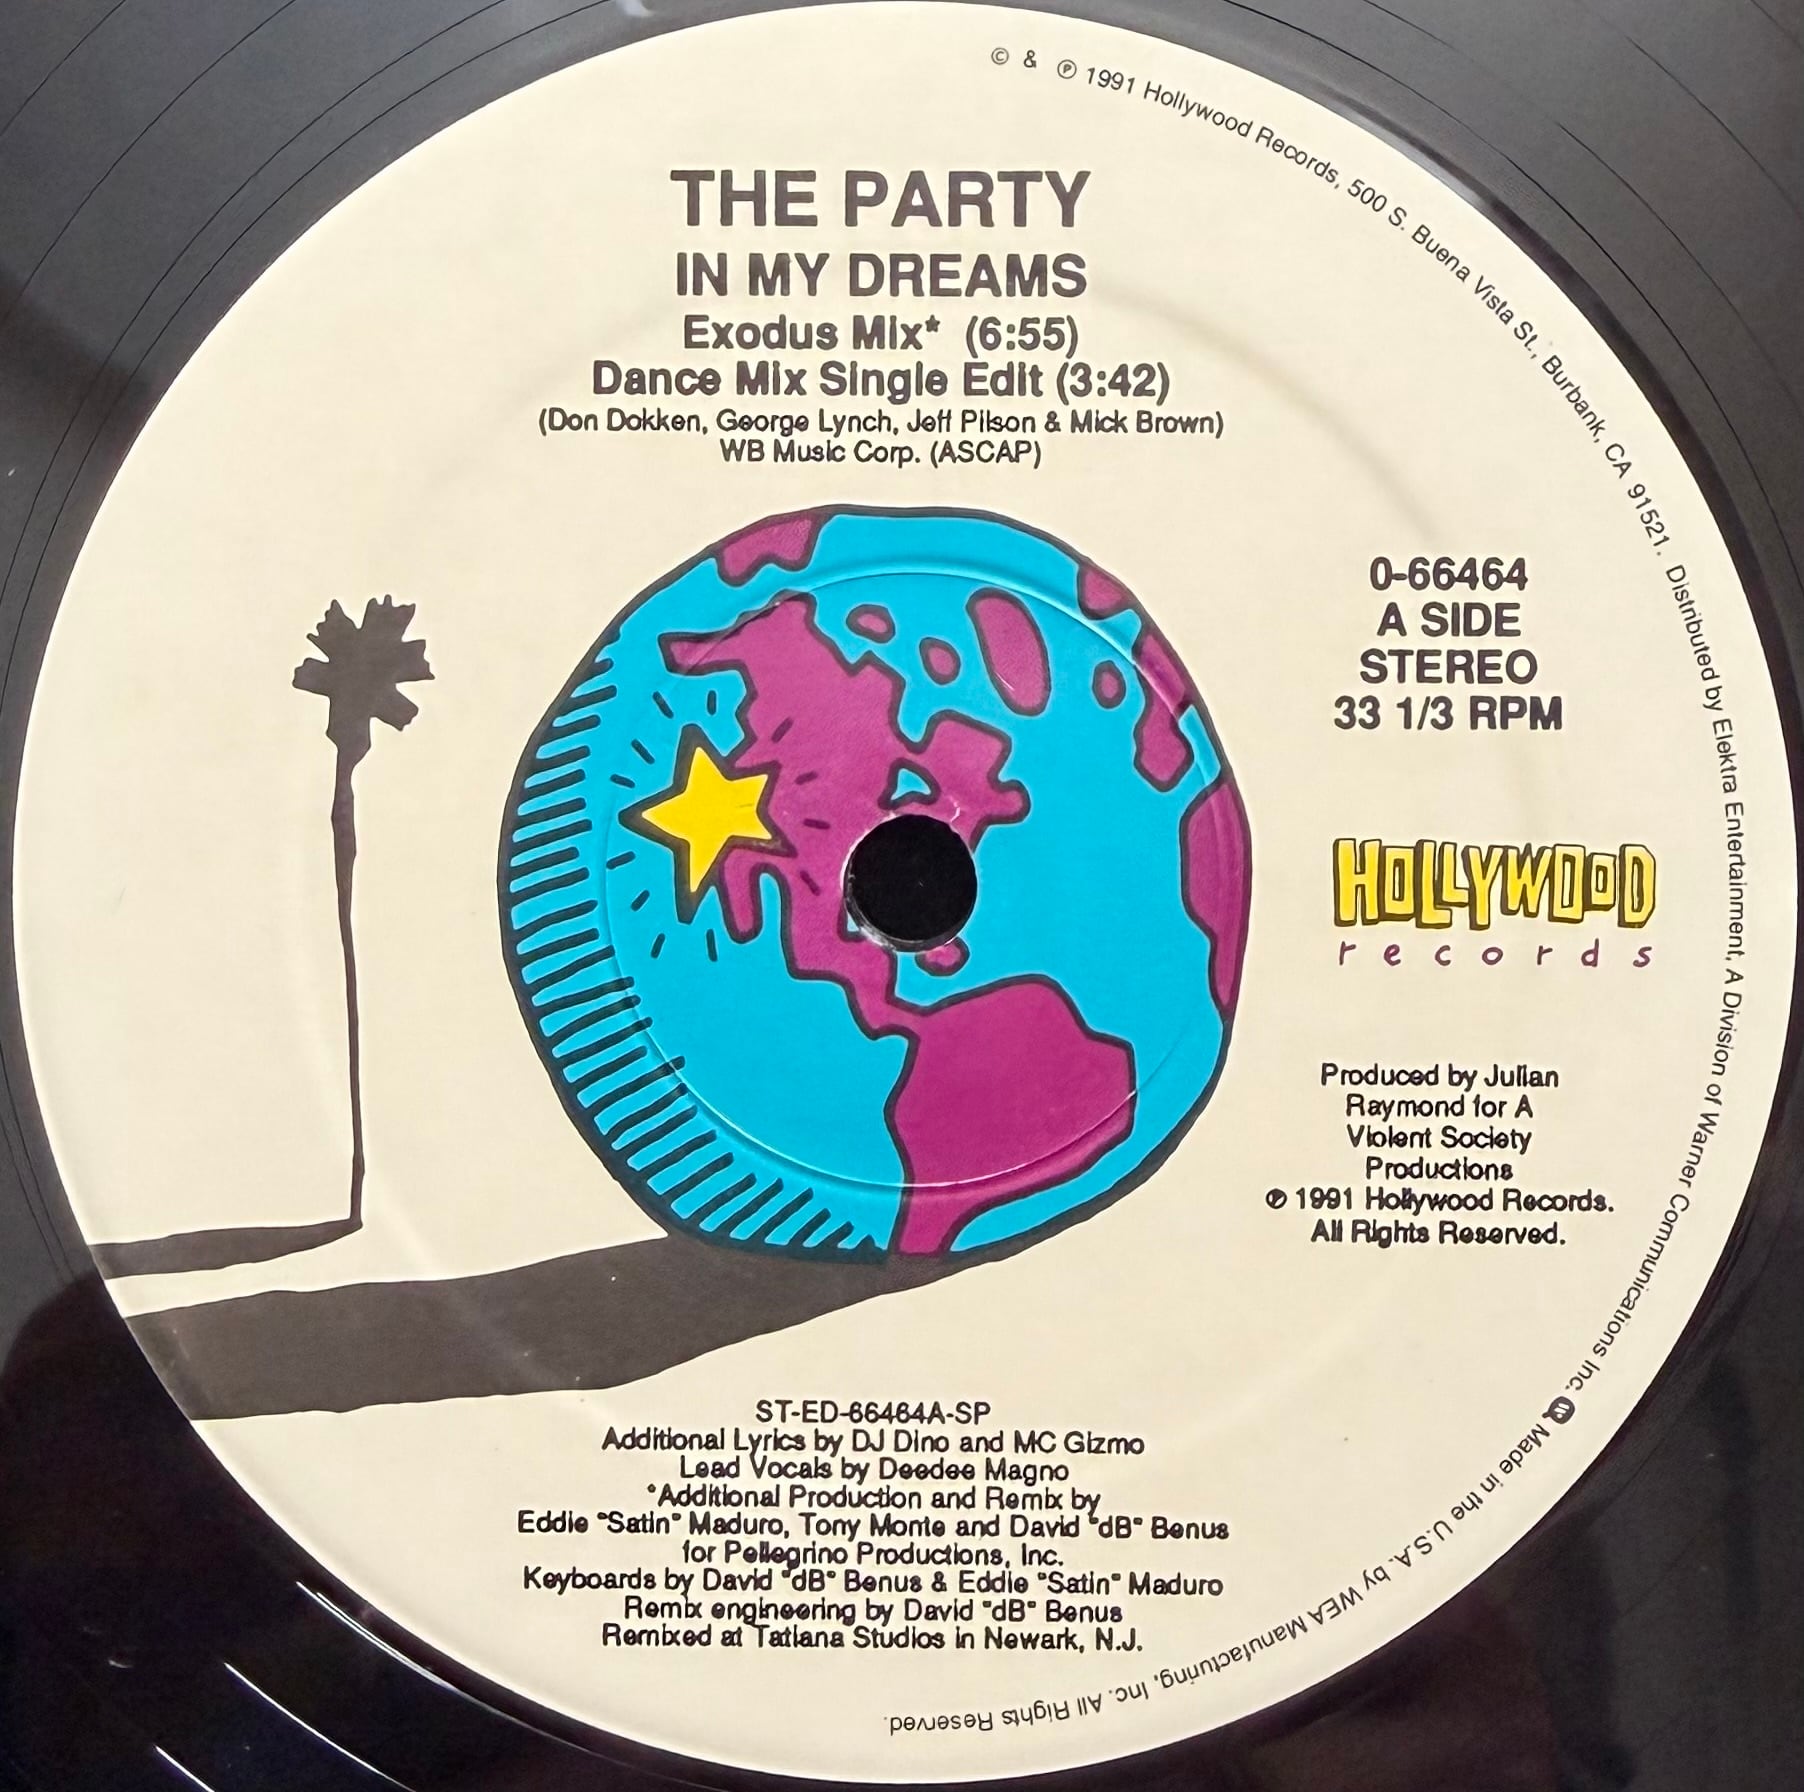 THE PARTY
IN MY DREAMS
Exodus Mix* (6:55)
Dance Mix Single Edit (3:42)
(Don Dokken, George Lynch, Jeff Pilson & Mick Brown)
WB Music Corp. (ASCAP)
0-66464
A SIDE
STEREO
33 1/3 RPM
HOLLYWOOD
records
Produced by Julian
Raymond for A
Violent Society
Productions
℗ 1991 Hollywood Records.
All Rights Reserved.
ST-ED-66464A-SP
Additional Lyrics by DJ Dino and MC Gizmo
Lead Vocals by Deedee Magno
*Additional Production and Remix by
Eddie "Satin" Maduro, Tony Monte and David "dB" Benus
for Pellegrino Productions, Inc.
Keyboards by David "dB" Benus & Eddie "Satin" Maduro
Remix engineering by David "dB" Benus
Remixed at Tatiana Studios in Newark, N.J.
© & ℗ 1991 Hollywood Records, 500 S. Buena Vista St., Burbank, CA 91521. Distributed by Elektra Entertainment, A Division of Warner Communications Inc. Made in the U.S.A. by WEA Manufacturing, Inc. All Rights Reserved.